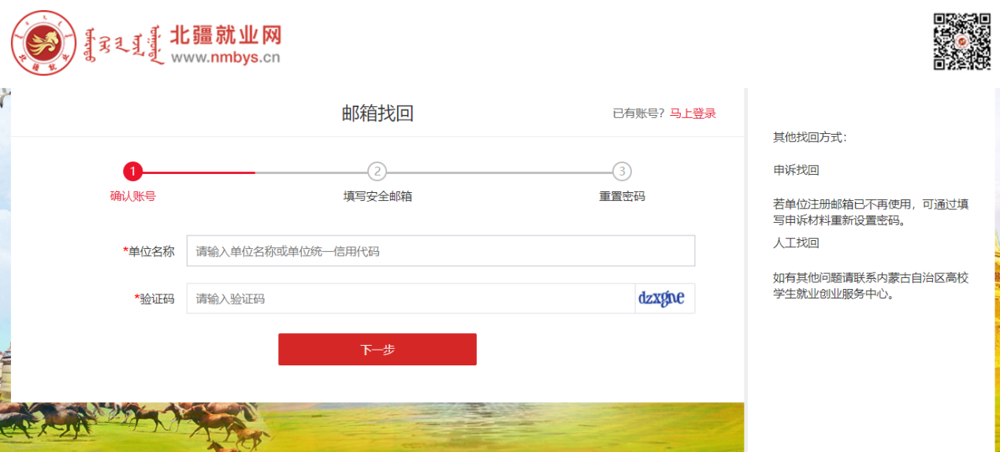 北疆就业网
www.nmbys.cn
北疆就业
邮箱找回
已有账号？马上登录
1
2
3
确认账号
填写安全邮箱
重置密码
*单位名称
请输入单位名称或单位统一信用代码
*验证码
请输入验证码
dzxgne
下一步
其他找回方式：
申诉找回
若单位注册邮箱已不再使用，可通过填
写申诉材料重新设置密码。
人工找回
如有其他问题请联系内蒙古自治区高校
学生就业创业服务中心。